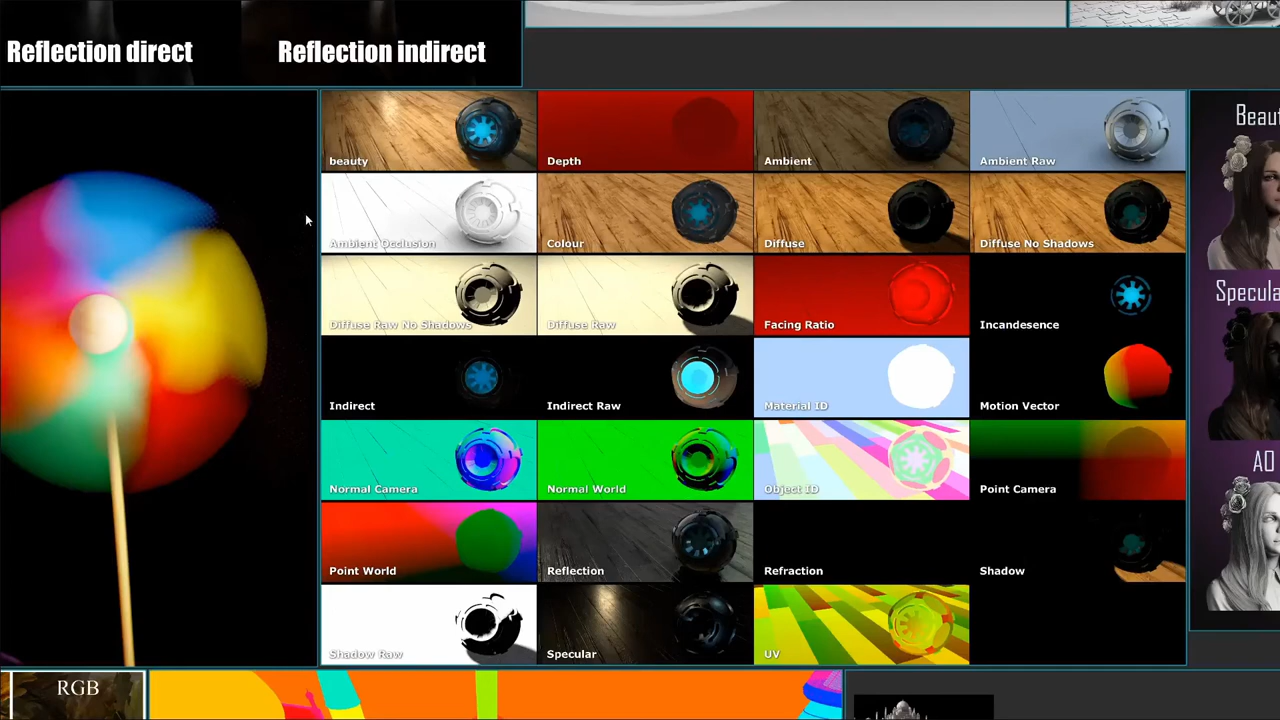 Reflection direct
Reflection indirect
beauty
Depth
Ambient
Ambient Raw
Ambient Occlusion
Colour
Diffuse
Diffuse No Shadows
Diffuse Raw No Shadows
Diffuse Raw
Facing Ratio
Incandesence
Indirect
Indirect Raw
Material ID
Motion Vector
Normal Camera
Normal World
Object ID
Point Camera
Point World
Reflection
Refraction
Shadow
Shadow Raw
Specular
UV
Beau
Specula
AO
RGB